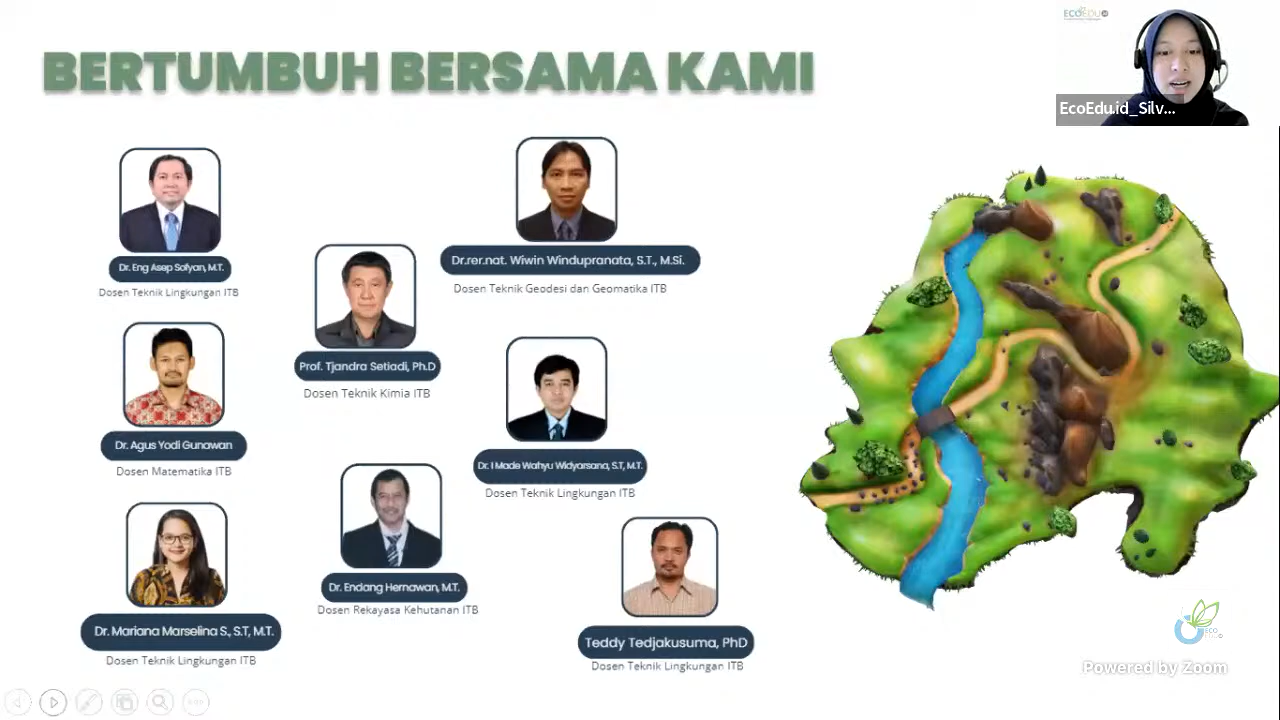 BERTUMBUH BERSAMA KAMI
ECOEDU
EcoEdu.id_Silv...
Dr. Eng Asep Sofyan, M.T.
Dosen Teknik Lingkungan ITB
Dr.rer.nat. Wiwin Windupranata, S.T., M.Si.
Dosen Teknik Geodesi dan Geomatika ITB
Prof. Tjandra Setiadi, Ph.D
Dosen Teknik Kimia ITB
Dr. Agus Yodi Gunawan
Dosen Matematika ITB
Dr. I Made Wahyu Widyarsana, S.T, M.T.
Dosen Teknik Lingkungan ITB
Dr. Endang Hernawan, M.T.
Dosen Rekayasa Kehutanan ITB
Dr. Mariana Marselina S., S.T, M.T.
Dosen Teknik Lingkungan ITB
Teddy Tedjakusuma, PhD
Dosen Teknik Lingkungan ITB
ECO
EDU
Powered by Zoom